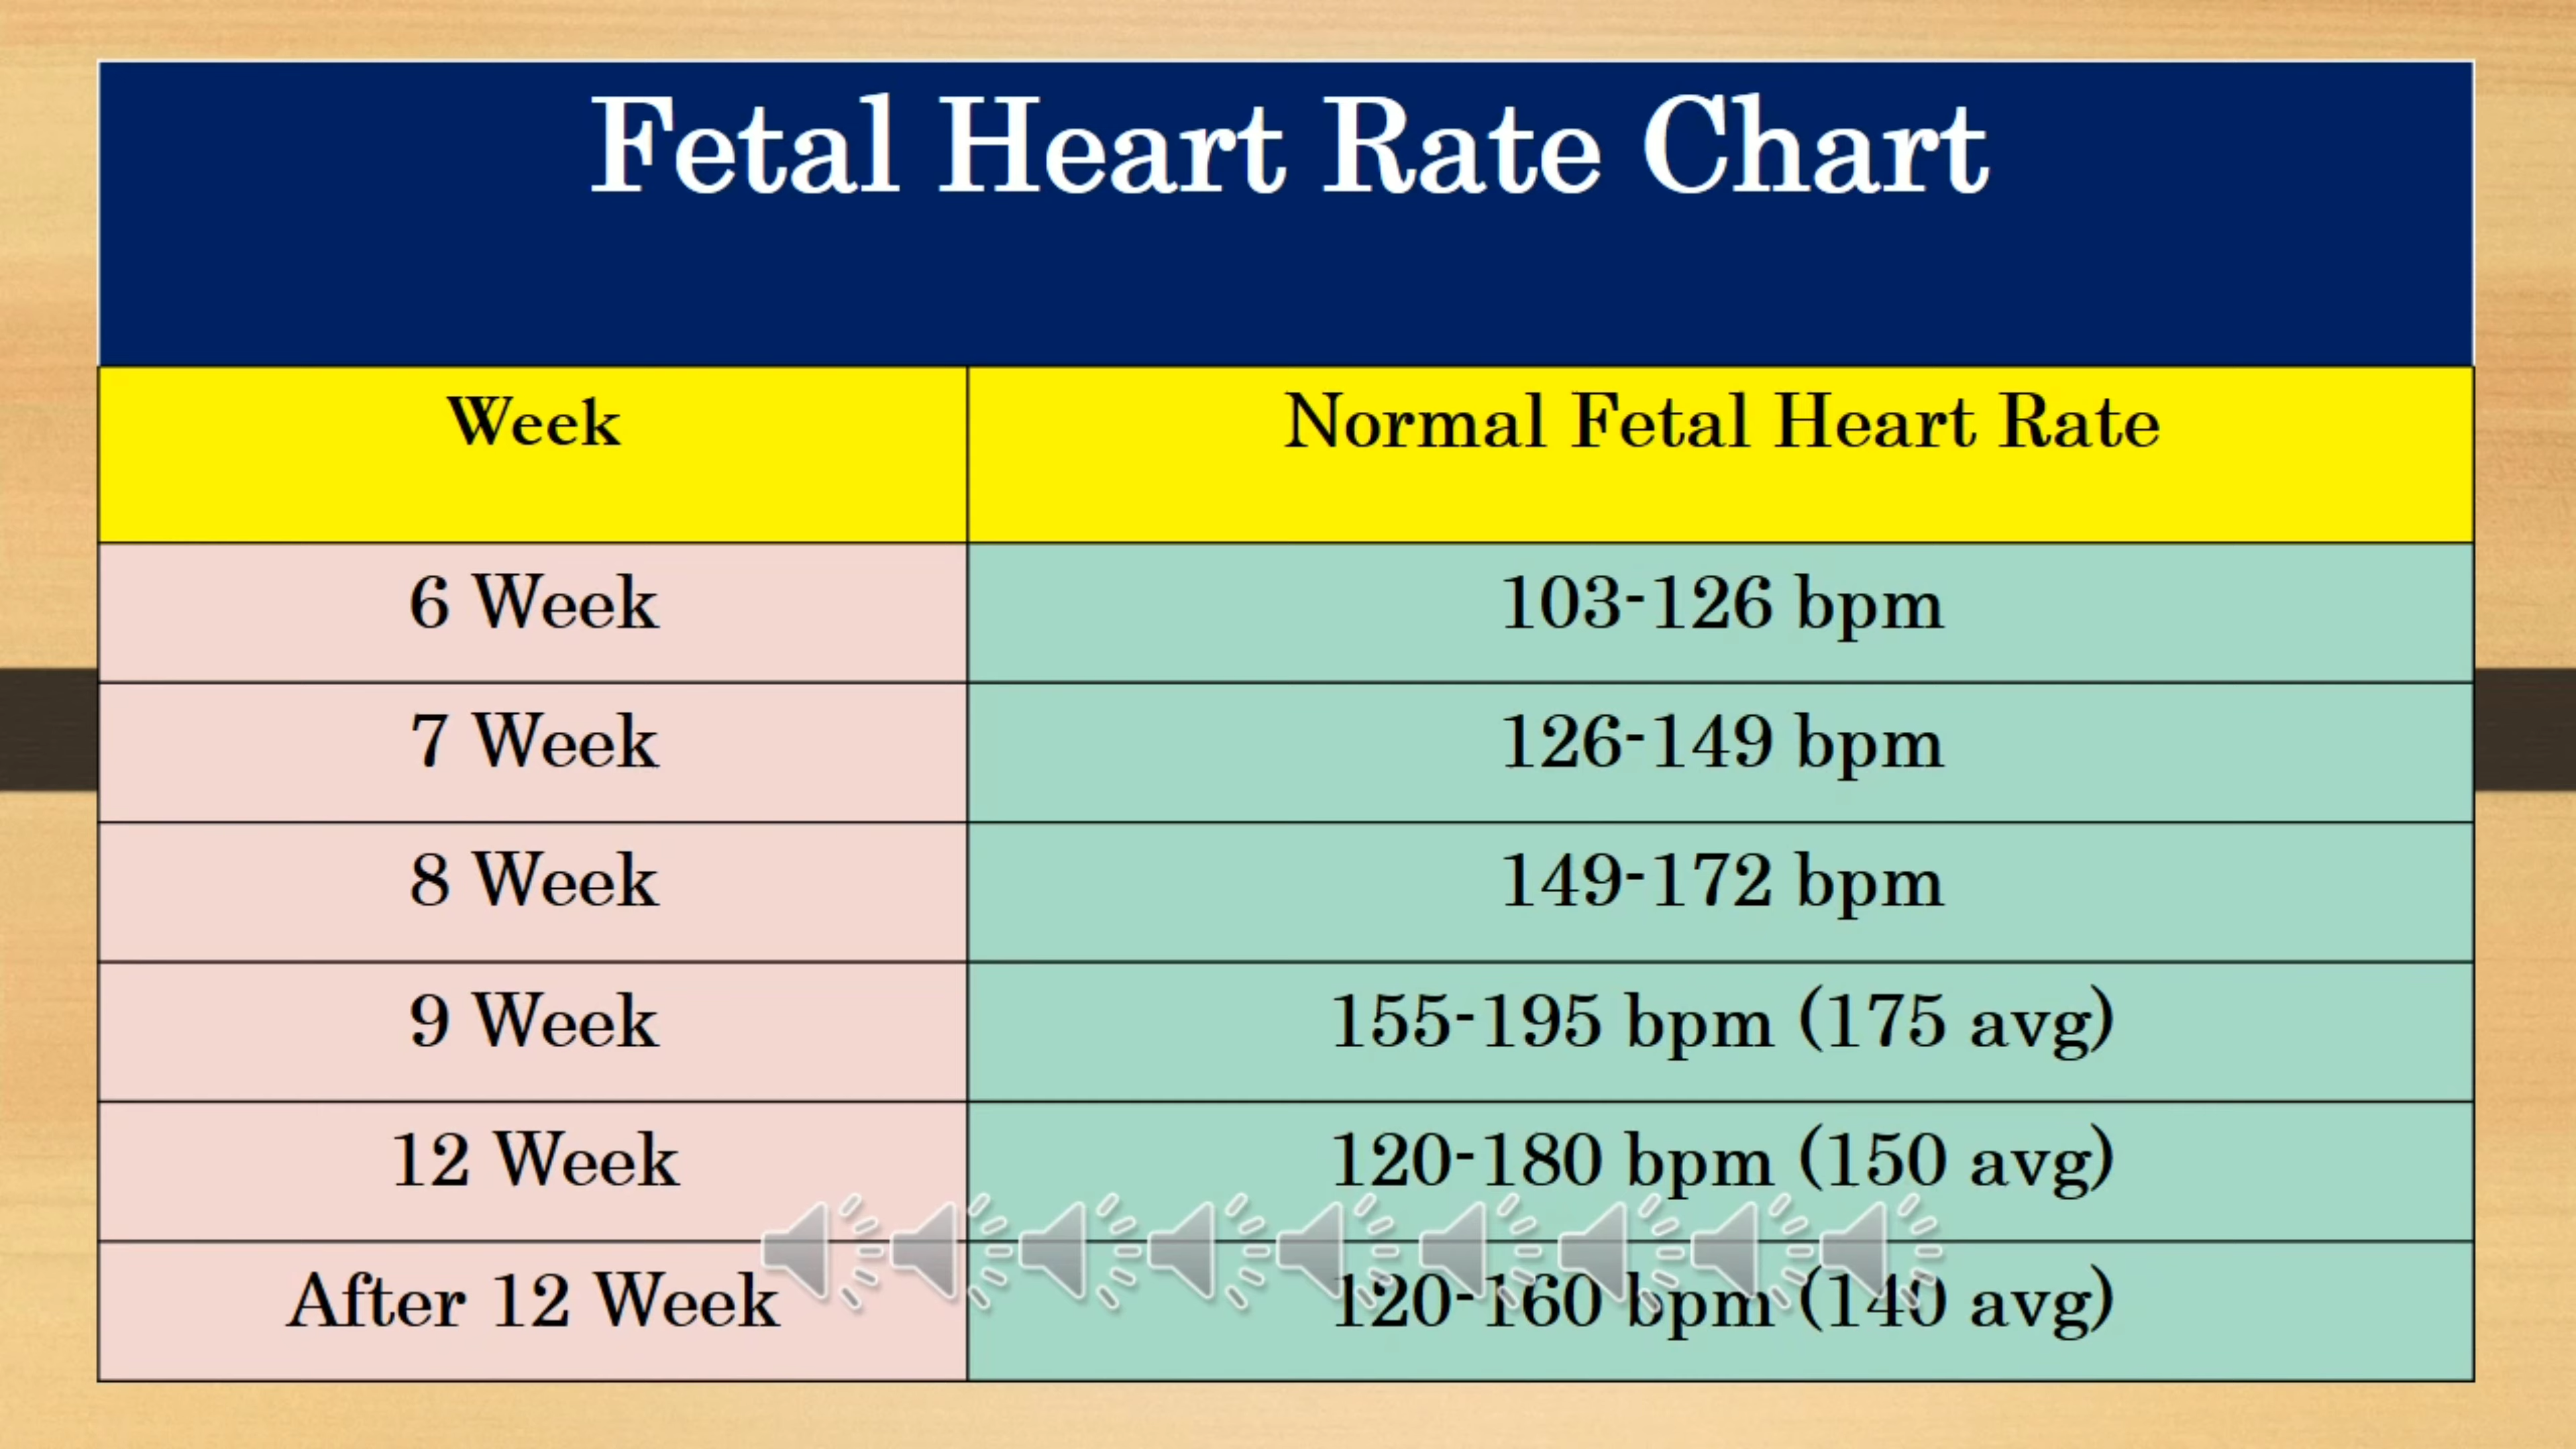 Fetal Heart Rate Chart
Week Normal Fetal Heart Rate
6 Week 103-126 bpm
7 Week 126-149 bpm
8 Week 149-172 bpm
9 Week 155-195 bpm (175 avg)
12 Week 120-180 bpm (150 avg)
After 12 Week 120-160 bpm (140 avg)